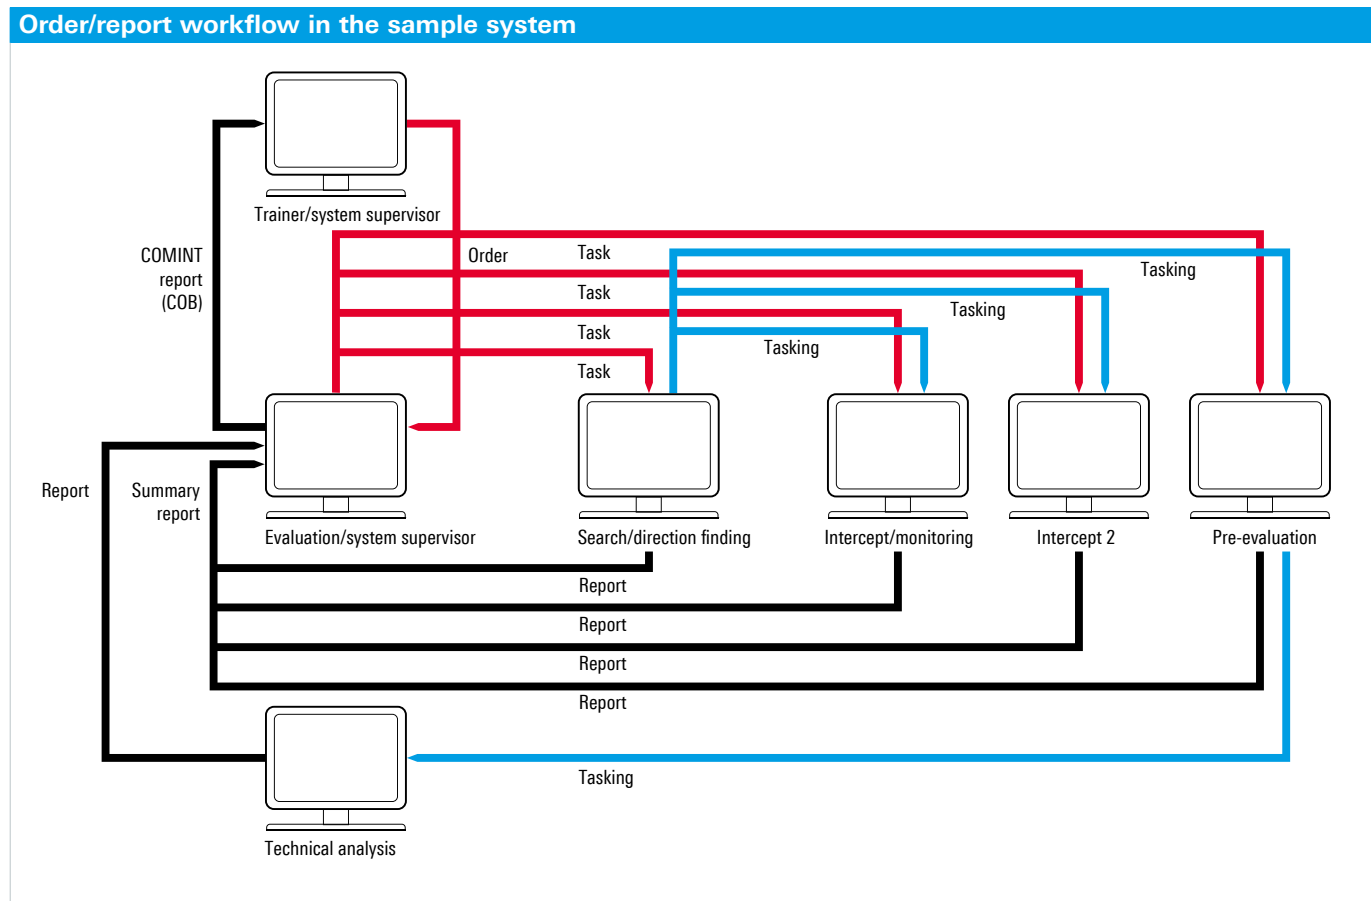 Order/report workflow in the sample system
Trainer/system supervisor
COMINT
report
(COB)
Order
Task
Tasking
Task
Tasking
Task
Tasking
Task
Report
Summary
report
Evaluation/system supervisor
Search/direction finding
Intercept/monitoring
Intercept 2
Pre-evaluation
Report
Report
Report
Report
Tasking
Technical analysis